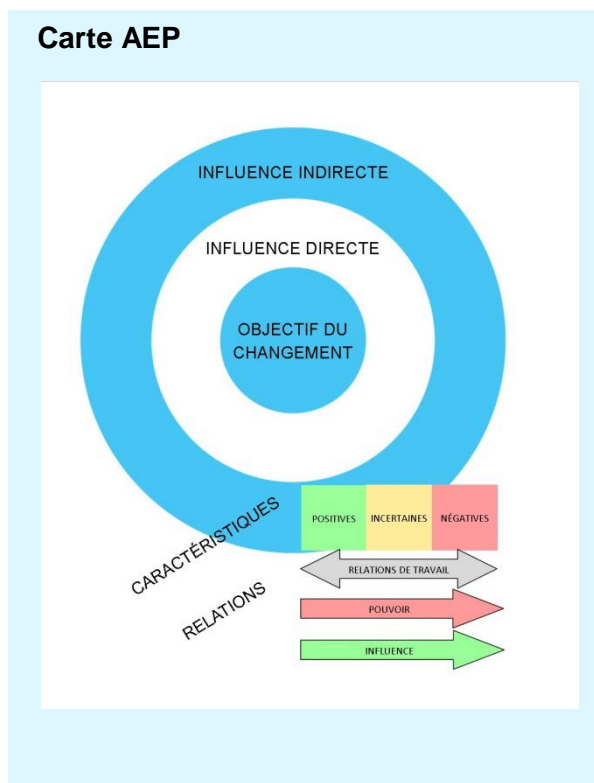 Carte AEP
INFLUENCE INDIRECTE
INFLUENCE DIRECTE
OBJECTIF DU
CHANGEMENT
CARACTÉRISTIQUES
POSITIVES
INCERTAINES
NÉGATIVES
RELATIONS
RELATIONS DE TRAVAIL
POUVOIR
INFLUENCE